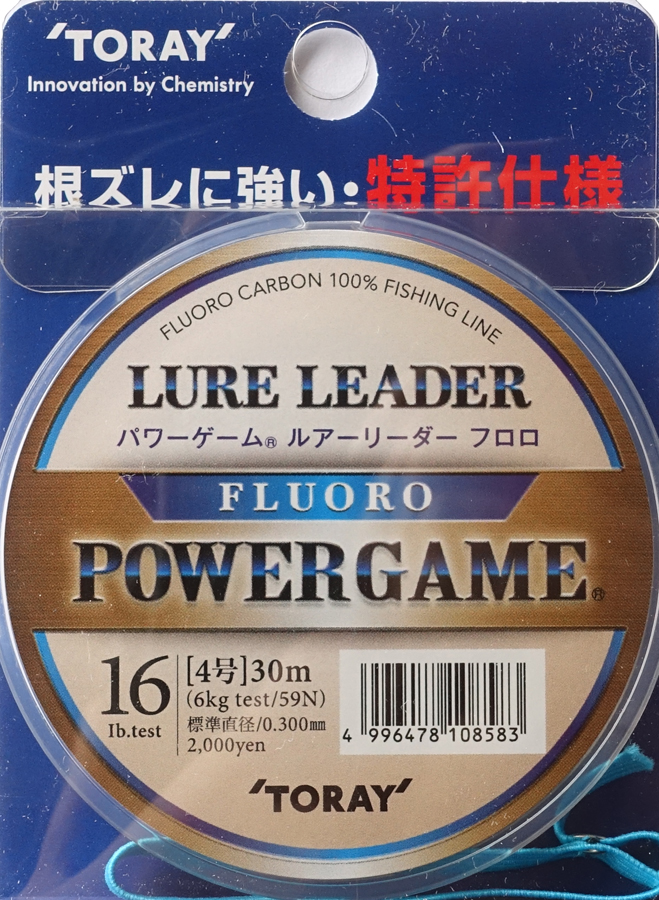 'TORAY'
Innovation by Chemistry
根ズレに強い・特許仕様
FLUORO CARBON 100% FISHING LINE
LURE LEADER
パワーゲーム® ルアーリーダー フロロ
FLUORO
POWERGAME®
16 lb.test
[4号]30m
(6kg test/59N)
標準直径/0.300mm
2,000yen
4 996478 108583
'TORAY'